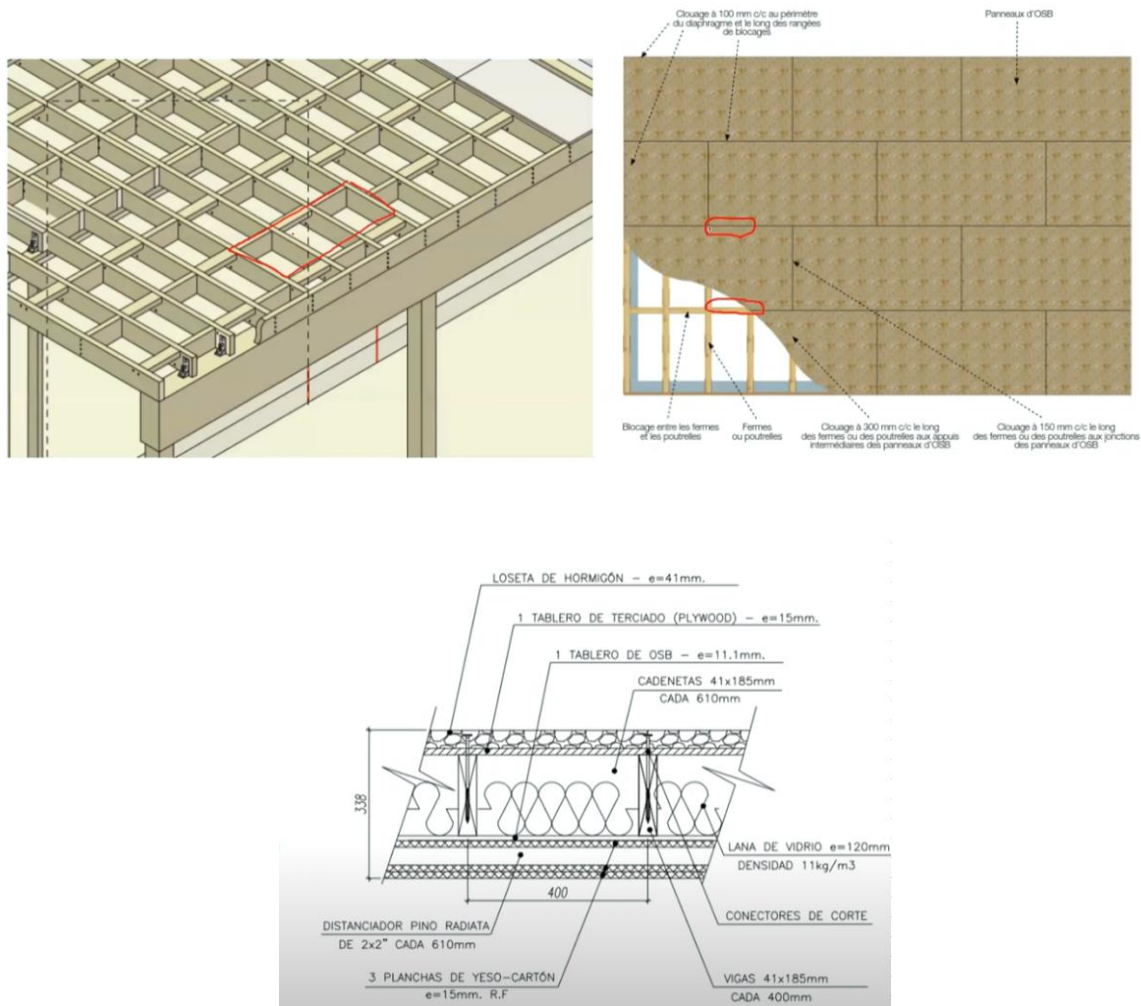 Clouage à 100 mm c/c au périmètre
du diaphragme et le long des rangées
de blocages
Panneaux d'OSB
Blocage entre les fermes
et les poutrelles
Fermes
ou poutrelles
Clouage à 300 mm c/c le long
des fermes ou des poutrelles aux appuis
intermédiaires des panneaux d'OSB
Clouage à 150 mm c/c le long
des fermes ou des poutrelles aux jonctions
des panneaux d'OSB
LOSETA DE HORMIGÓN – e=41mm.
1 TABLERO DE TERCIADO (PLYWOOD) – e=15mm.
1 TABLERO DE OSB – e=11.1mm.
CADENETAS 41x185mm
CADA 610mm
338
400
LANA DE VIDRIO e=120mm
DENSIDAD 11kg/m3
CONECTORES DE CORTE
DISTANCIADOR PINO RADIATA
DE 2x2" CADA 610mm
3 PLANCHAS DE YESO-CARTÓN
e=15mm. R.F
VIGAS 41x185mm
CADA 400mm